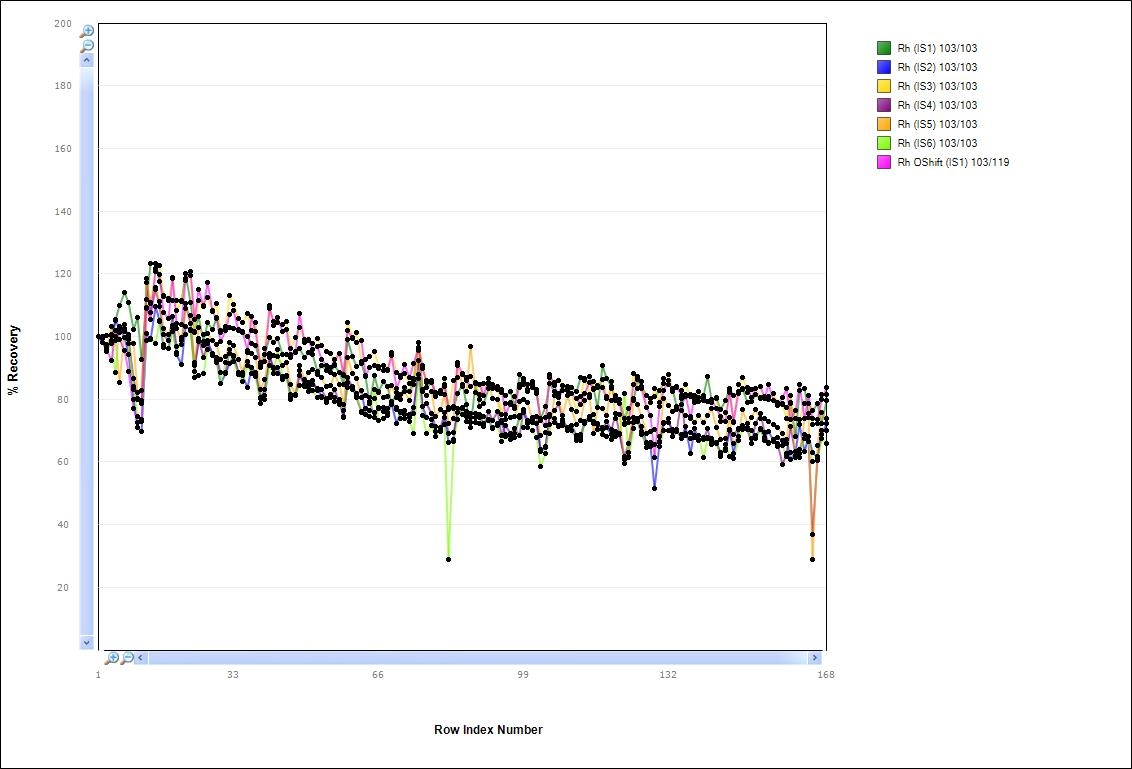 200
180
160
140
120
100
80
60
40
20
% Recovery
1 33 66 99 132 168
Row Index Number
Rh (IS1) 103/103
Rh (IS2) 103/103
Rh (IS3) 103/103
Rh (IS4) 103/103
Rh (IS5) 103/103
Rh (IS6) 103/103
Rh OShift (IS1) 103/119